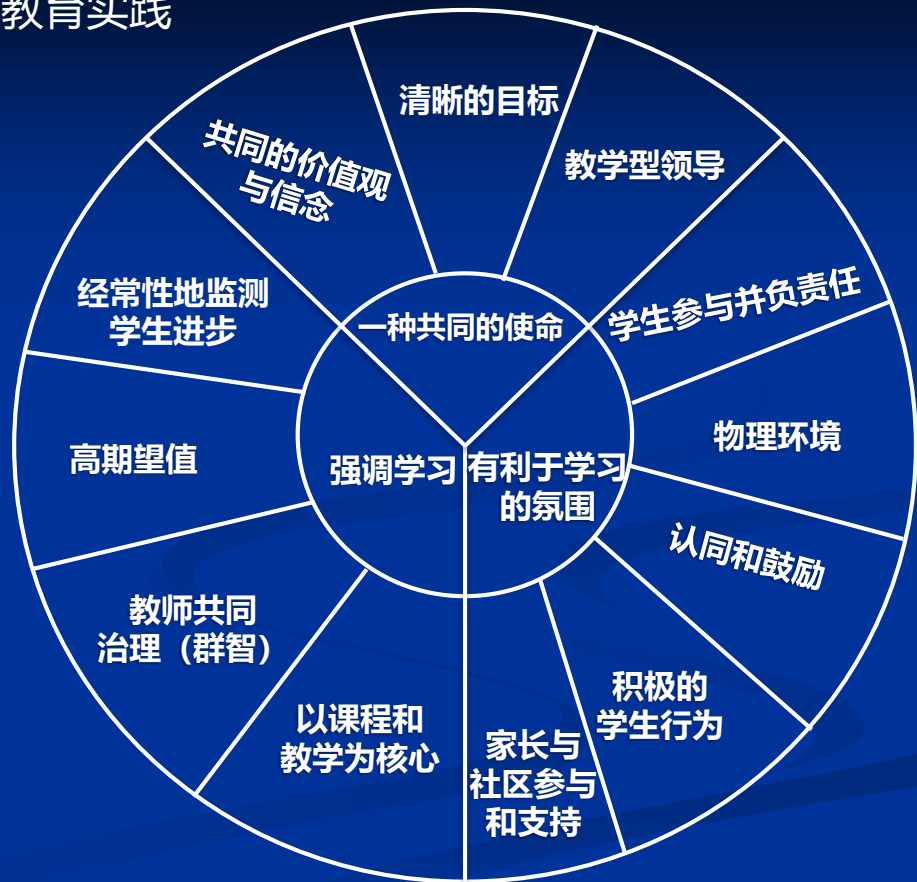 教育实践
清晰的目标
共同的价值观
与信念
教学型领导
经常性地监测
学生进步
学生参与并负责任
一种共同的使命
高期望值
物理环境
强调学习
有利于学习
的氛围
认同和鼓励
教师共同
治理（群智）
积极的
学生行为
以课程和
教学为核心
家长与
社区参与
和支持